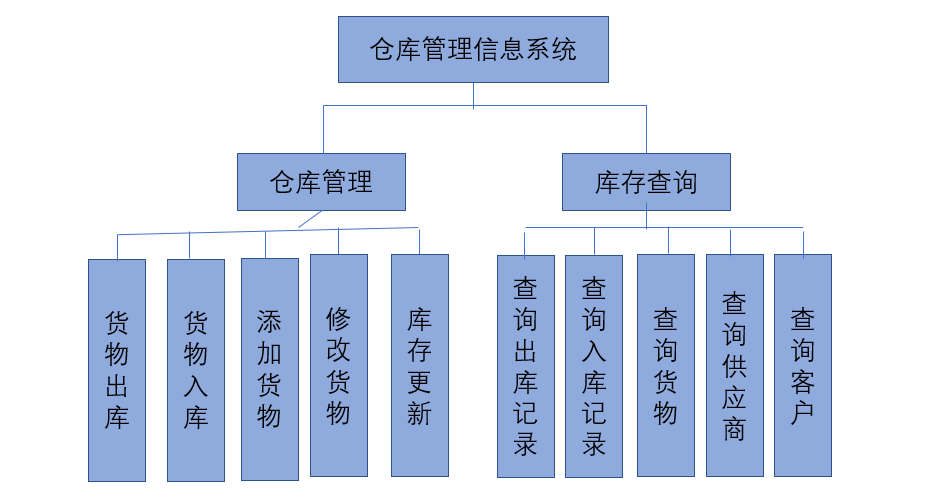 仓库管理信息系统
仓库管理
库存查询
货物出库
货物入库
添加货物
修改货物
库存更新
查询出库记录
查询入库记录
查询货物
查询供应商
查询客户